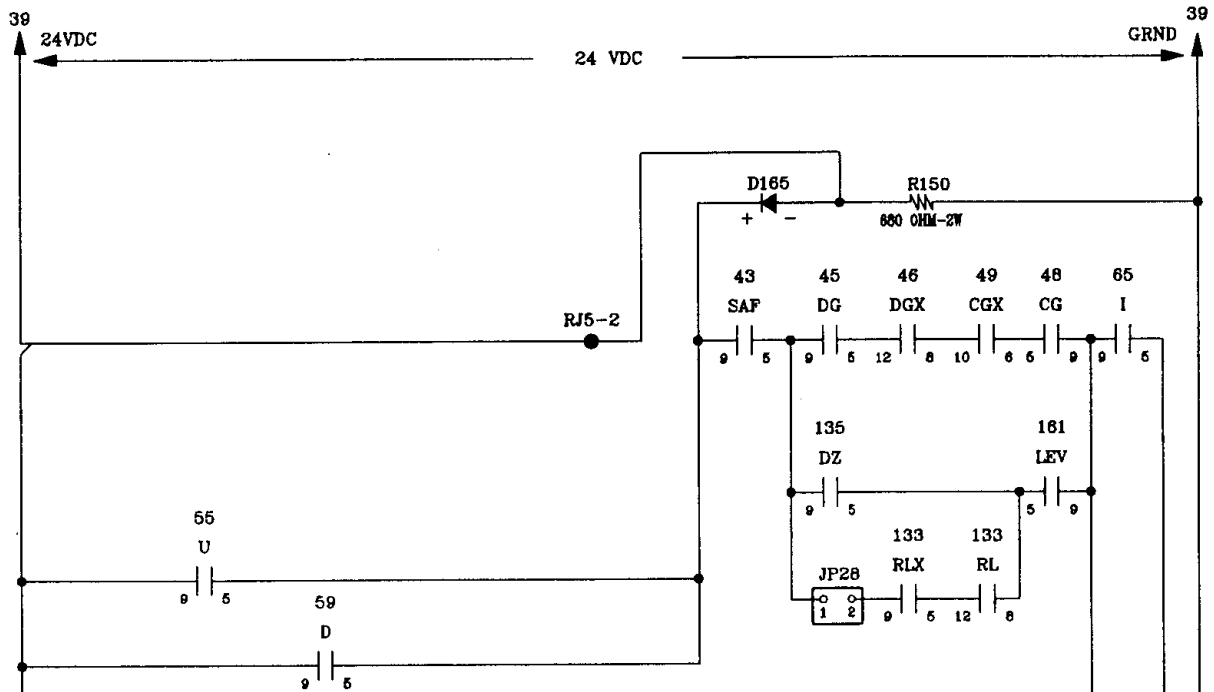 39
39
24VDC
24 VDC
GRND
D165
R150
+ -
680 OHM-2W
43 45 46 49 48 65
SAF DG DGX CGX CG I
RJ5-2
9 5 9 5 12 8 10 6 5 9 9 5
135 161
DZ LEV
9 5 5 9
55
U
133 133
JP28 RLX RL
9 5
1 2
9 5 12 8
59
D
9 5